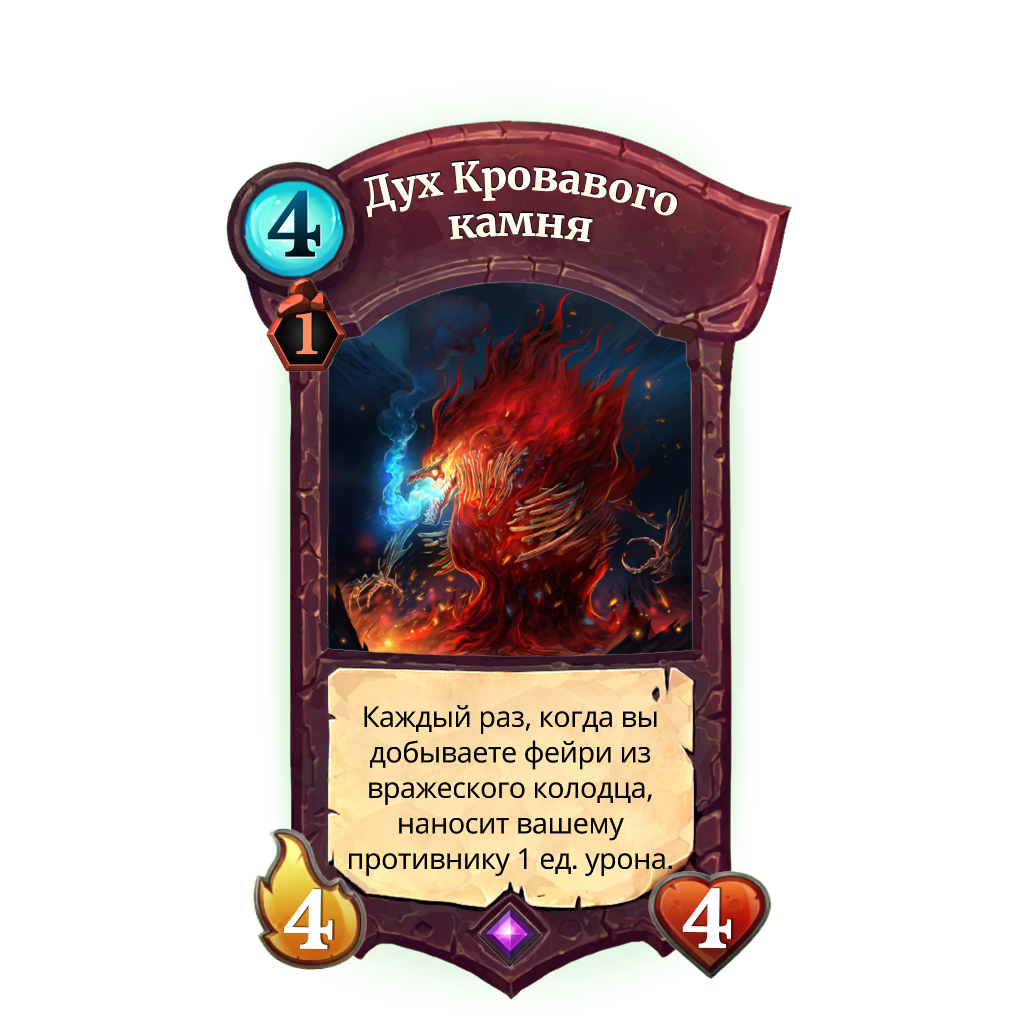 4
Дух Кровавого
камня
1
Каждый раз, когда вы
добываете фейри из
вражеского колодца,
наносит вашему
противнику 1 ед. урона.
4
4